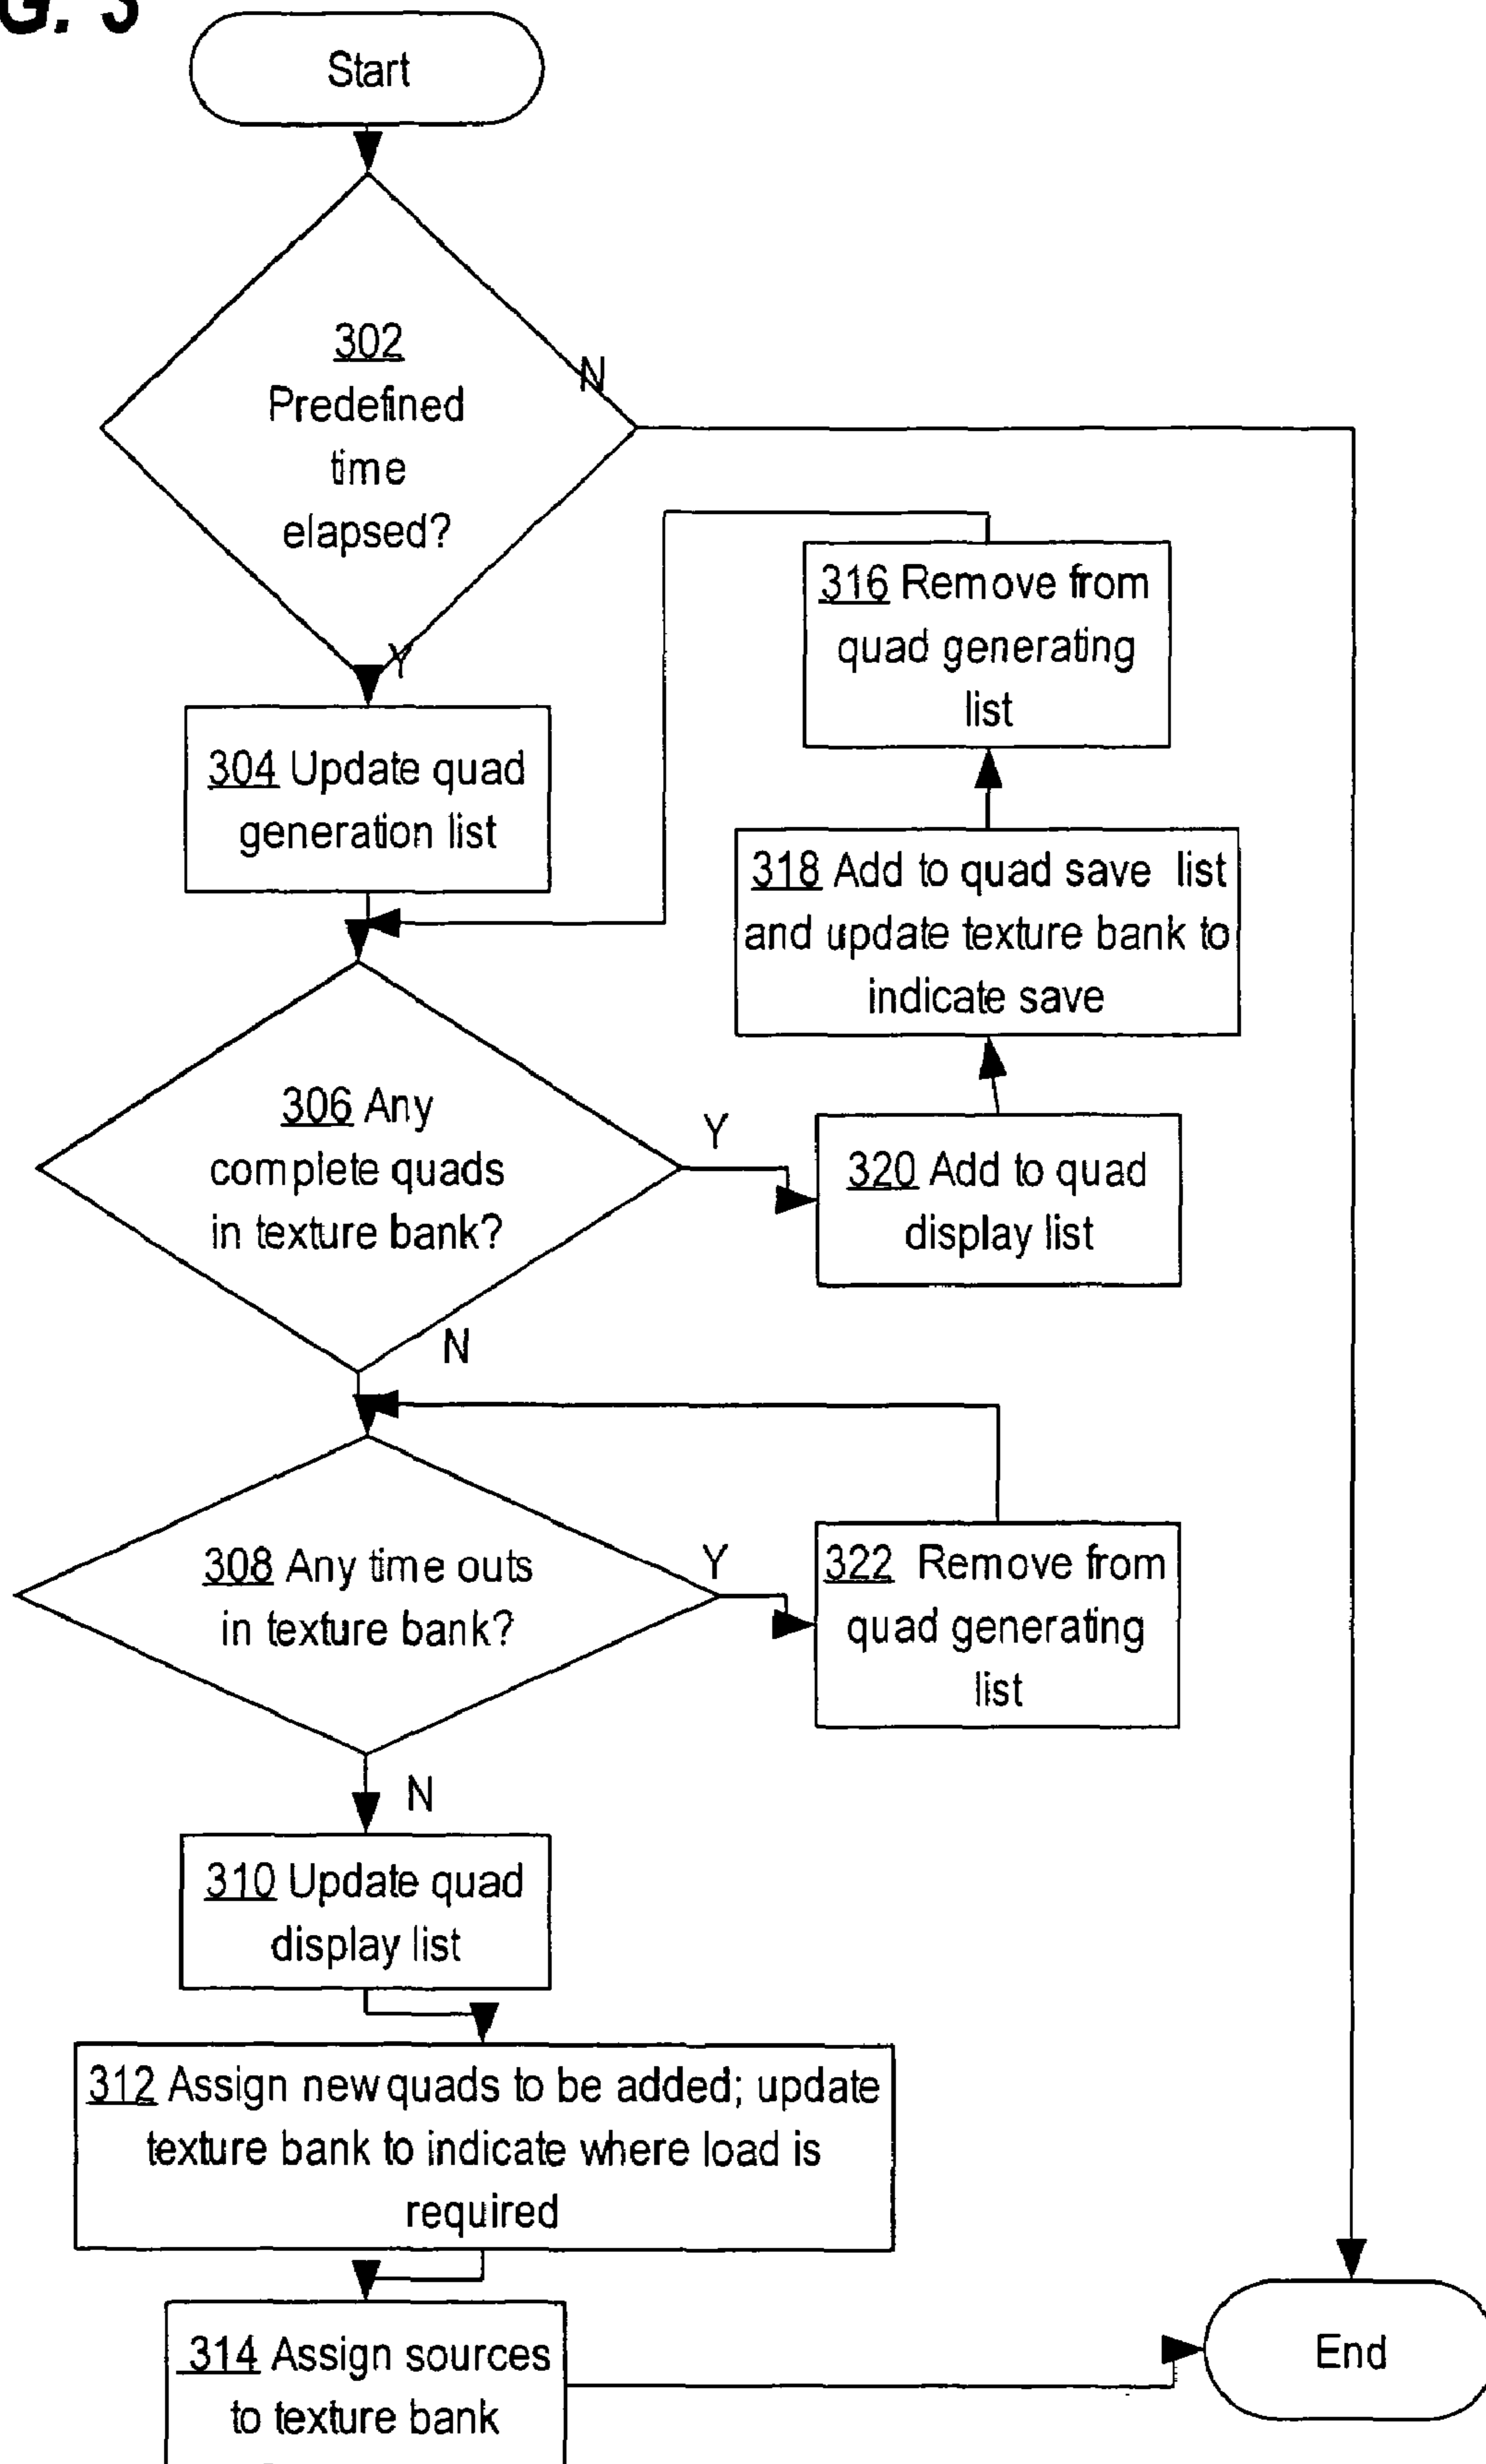 G. 3
Start
302
Predefined
time
elapsed?
N
Y
304 Update quad
generation list
316 Remove from
quad generating
list
318 Add to quad save list
and update texture bank to
indicate save
306 Any
complete quads
in texture bank?
Y
320 Add to quad
display list
N
308 Any time outs
in texture bank?
Y
322 Remove from
quad generating
list
N
310 Update quad
display list
312 Assign new quads to be added; update
texture bank to indicate where load is
required
314 Assign sources
to texture bank
End